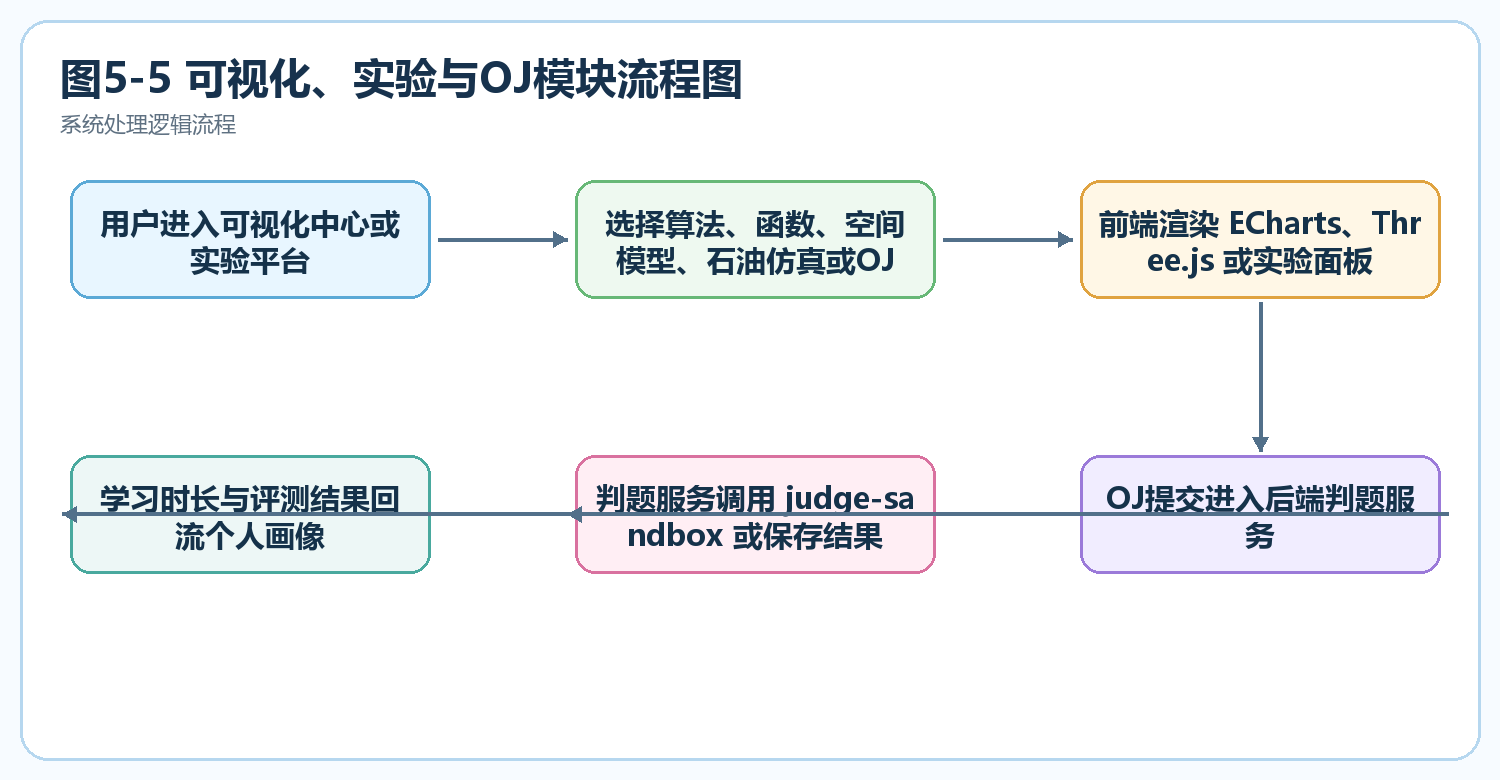 图5-5 可视化、实验与OJ模块流程图
系统处理逻辑流程
用户进入可视化中心或
实验平台
选择算法、函数、空间
模型、石油仿真或OJ
前端渲染 ECharts、Thr
ee.js 或实验面板
学习时长与评测结果回
流个人画像
判题服务调用 judge-sa
ndbox 或保存结果
OJ提交进入后端判题服
务